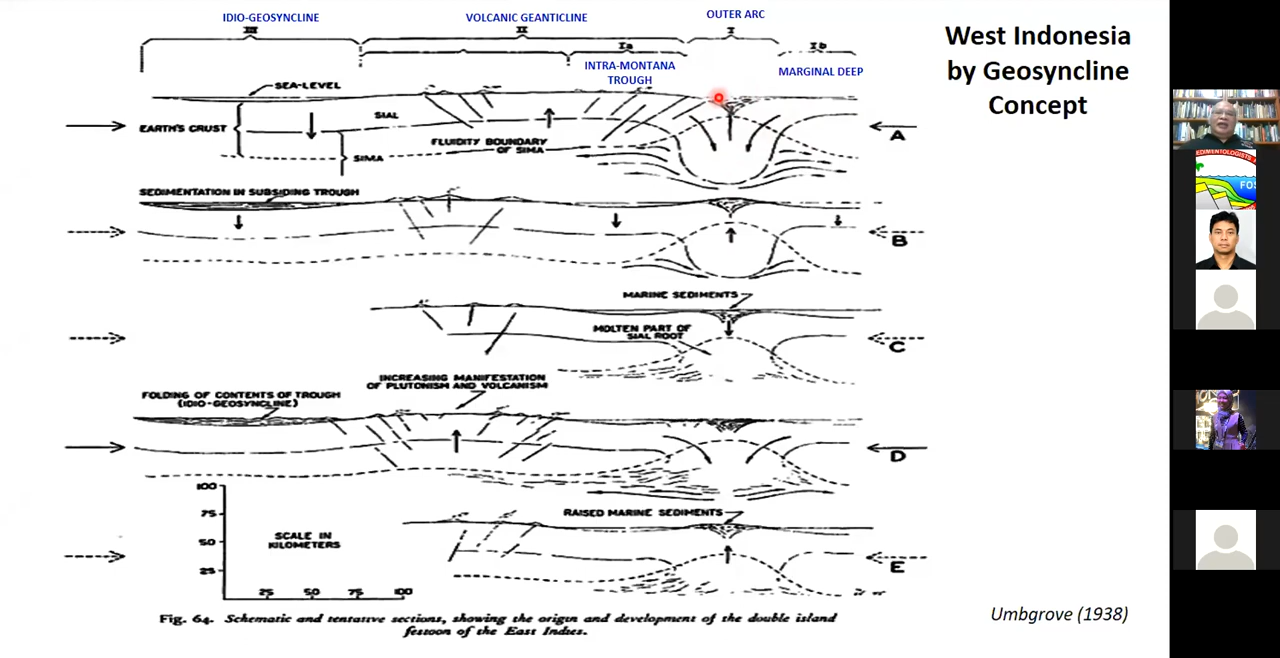 IDIO-GEOSYNCLINE
VOLCANIC GEANTICLINE
OUTER ARC
III
II
I
Ia
Ib
INTRA-MONTANA
TROUGH
MARGINAL DEEP
West Indonesia
by Geosyncline
Concept
SEA-LEVEL
SIAL
EARTH'S CRUST
FLUIDITY BOUNDARY
OF SIMA
SIMA
A
SEDIMENTATION IN SUBSIDING TROUGH
B
MARINE SEDIMENTS
MOLTEN PART OF
SIAL ROOT
C
INCREASING MANIFESTATION
OF PLUTONISM AND VOLCANISM
FOLDING OF CONTENTS OF TROUGH
(IDIO-GEOSYNCLINE)
D
100
75
50
25
SCALE IN
KILOMETERS
25 50 75 100
RAISED MARINE SEDIMENTS
E
Fig. 64. Schematic and tentative sections, showing the origin and development of the double island
festoon of the East Indies.
Umbgrove (1938)
EDIMENTOLOGISTS
FOS